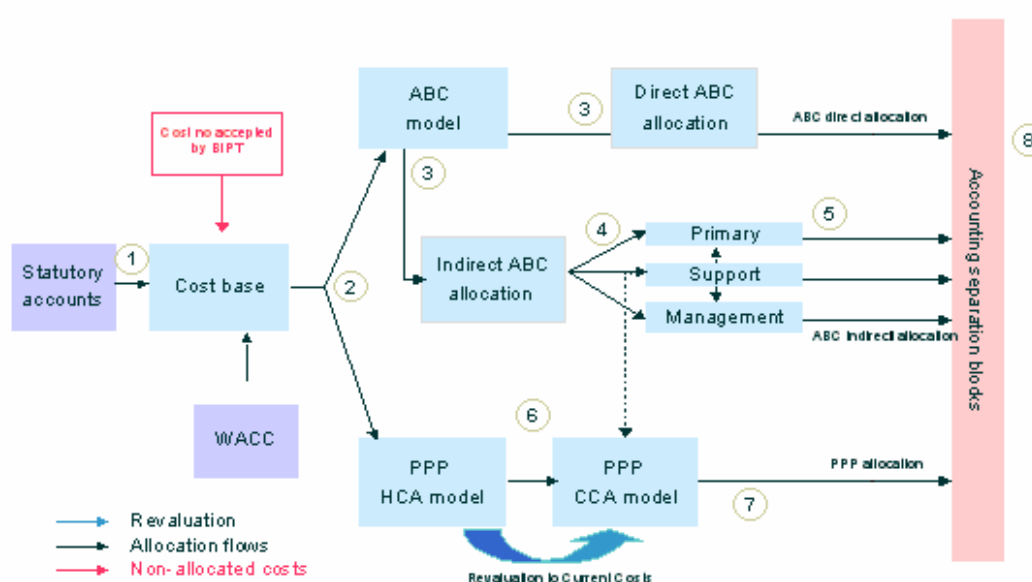 ABC
model
3
Direct ABC
allocation
ABC direct allocation
8
Cost no accepted
by BIPT
3
Accounting separation blocks
Statutory
accounts
1
Cost base
2
Indirect ABC
allocation
4
Primary
5
Support
Management
ABC Indirect allocation
WACC
6
PPP
HCA model
PPP
CCA model
PPP allocation
7
Revaluation
Allocation flows
Non-allocated costs
Revaluation to Current Costs